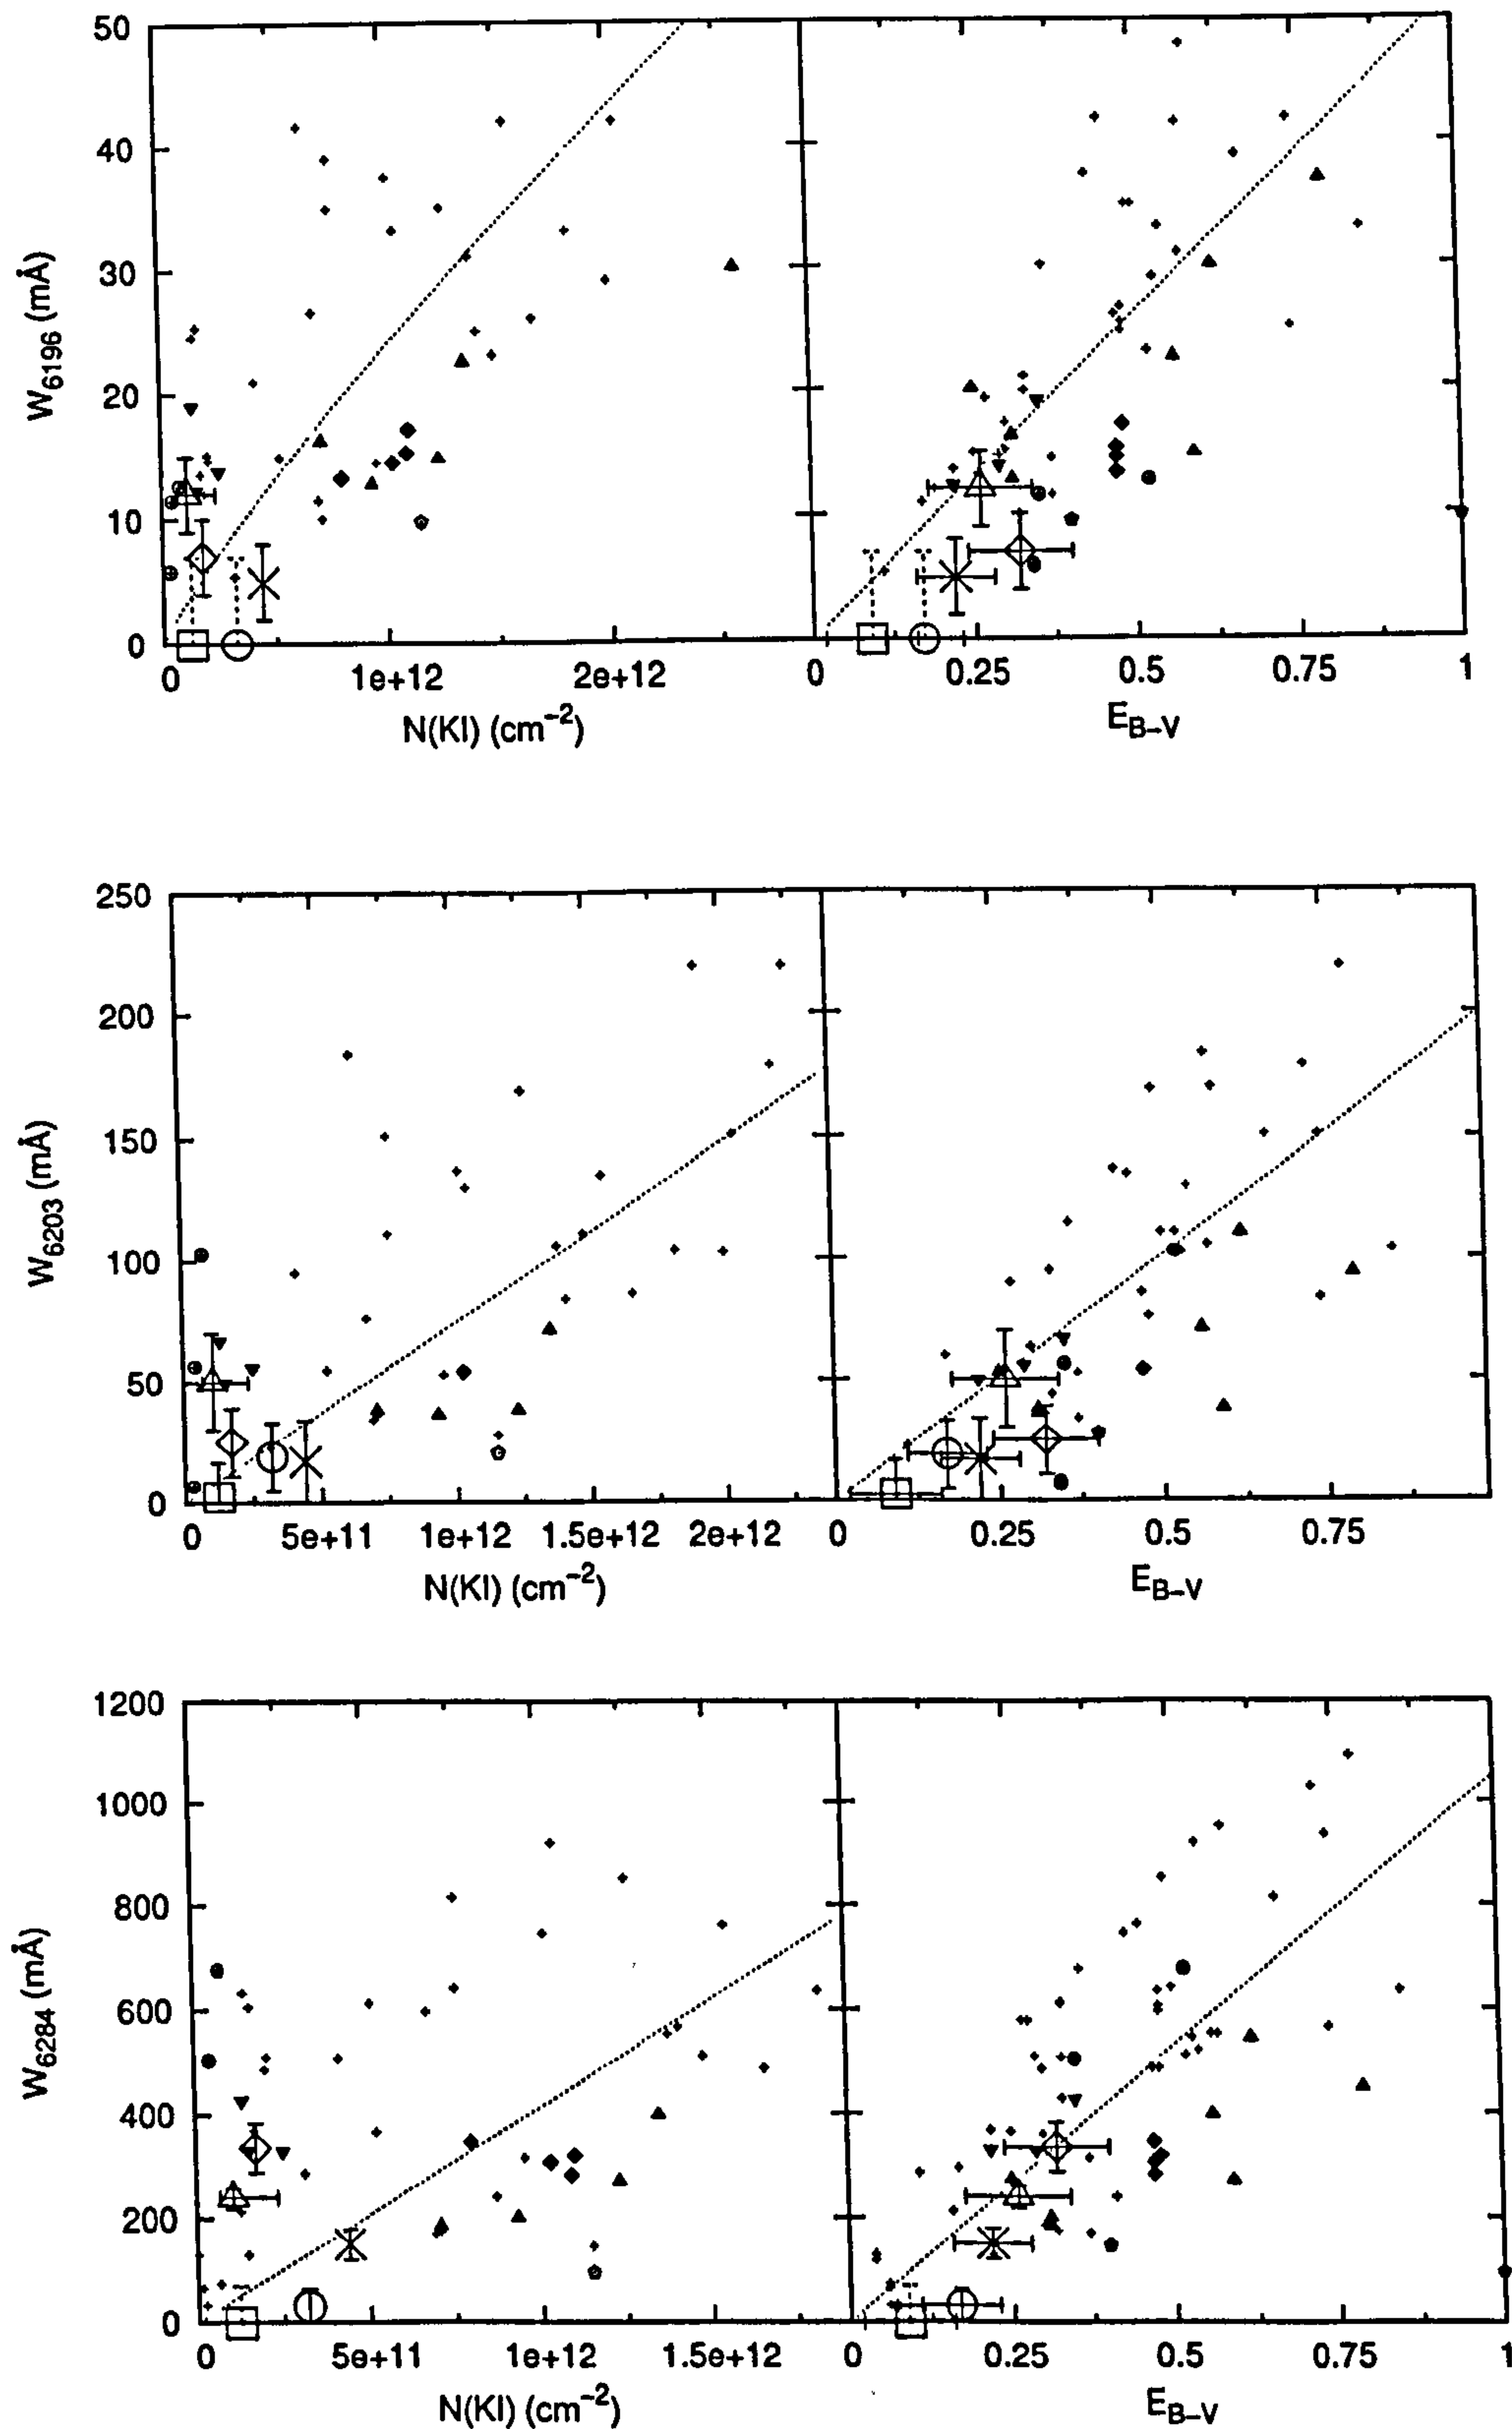 50
40
30
20
10
0
W6196 (mÅ)
0 1e+12 2e+12 0 0.25 0.5 0.75 1
N(KI) (cm−2) EB−V
250
200
150
100
50
0
W6203 (mÅ)
0 5e+11 1e+12 1.5e+12 2e+12 0 0.25 0.5 0.75
N(KI) (cm−2) EB−V
1200
1000
800
600
400
200
0
W6284 (mÅ)
0 5e+11 1e+12 1.5e+12 0 0.25 0.5 0.75 1
N(KI) (cm−2) EB−V